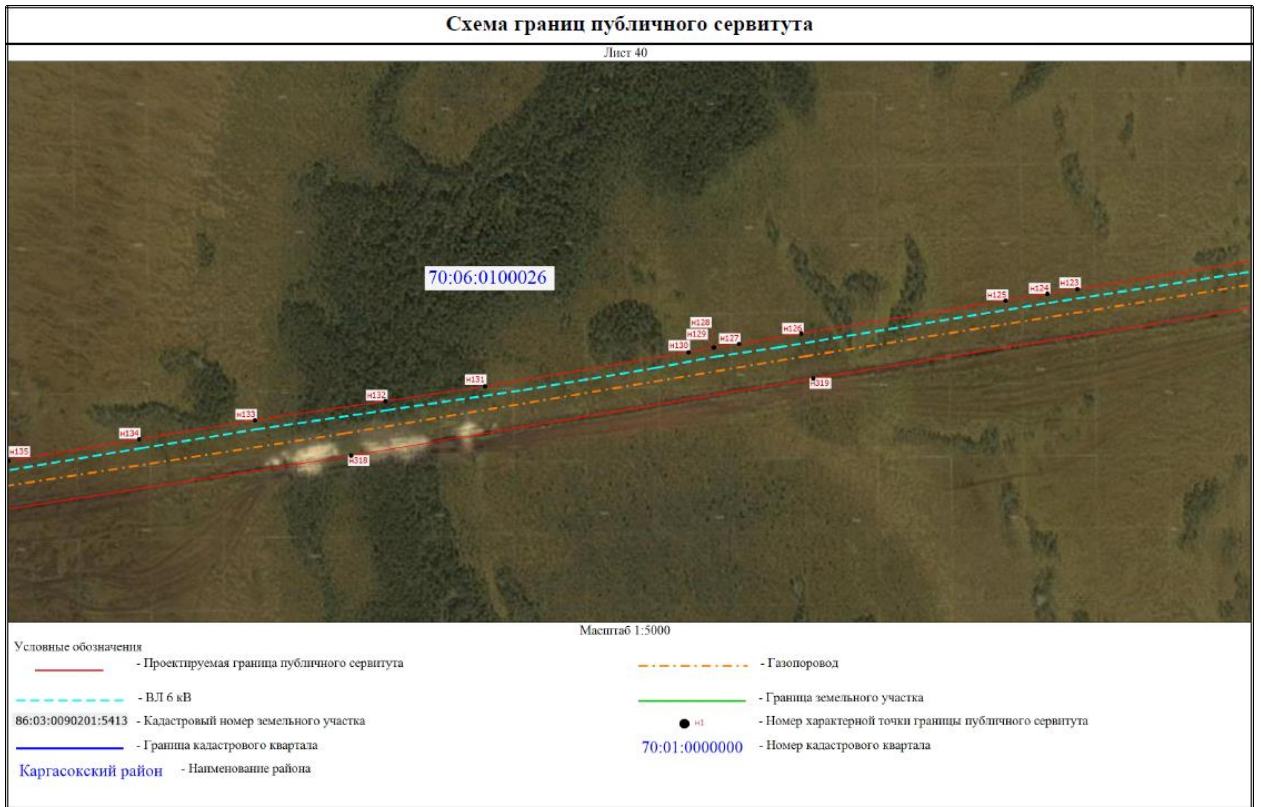 Схема границ публичного сервитута
Лист 40
70:06:0100026
н123
н124
н125
н128
н129
н127
н126
н130
н131
н319
н132
н133
н134
н135
н318
Масштаб 1:5000
Условные обозначения
- Проектируемая граница публичного сервитута
- Газопоровод
- ВЛ 6 кВ
- Граница земельного участка
86:03:0090201:5413 - Кадастровый номер земельного участка
н1 - Номер характерной точки границы публичного сервитута
- Граница кадастрового квартала
70:01:0000000 - Номер кадастрового квартала
Каргасокский район - Наименование района